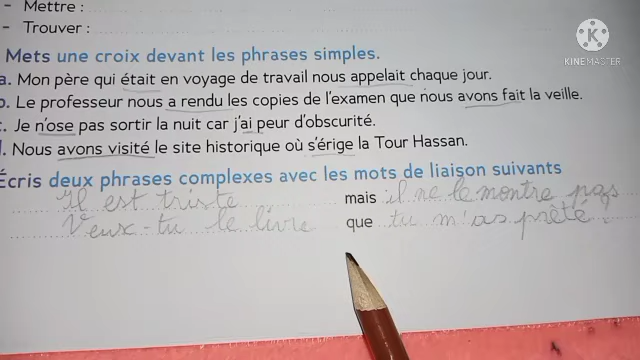 - Mettre :
- Trouver :
KINEMASTER
Mets une croix devant les phrases simples.
a. Mon père qui était en voyage de travail nous appelait chaque jour.
o. Le professeur nous a rendu les copies de l'examen que nous avons fait la veille.
. Je n'ose pas sortir la nuit car j'ai peur d'obscurité.
. Nous avons visité le site historique où s'érige la Tour Hassan.
Écris deux phrases complexes avec les mots de liaison suivants
Il est triste mais il ne le montre pas
Veux-tu le livre que tu m'as prêté ?